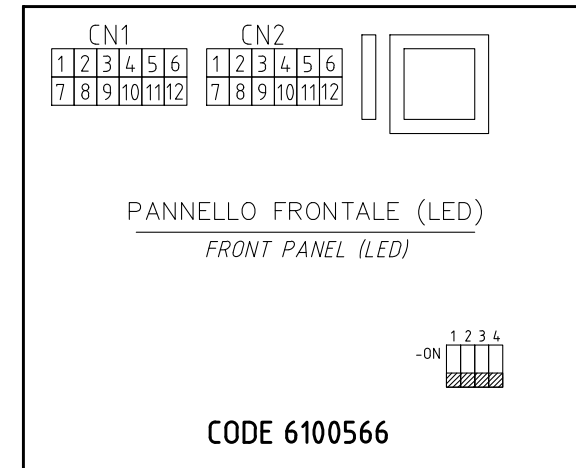 CN1 CN2
1 2 3 4 5 6 1 2 3 4 5 6
7 8 9 10 11 12 7 8 9 10 11 12
PANNELLO FRONTALE (LED)
FRONT PANEL (LED)
1 2 3 4
-ON
CODE 6100566